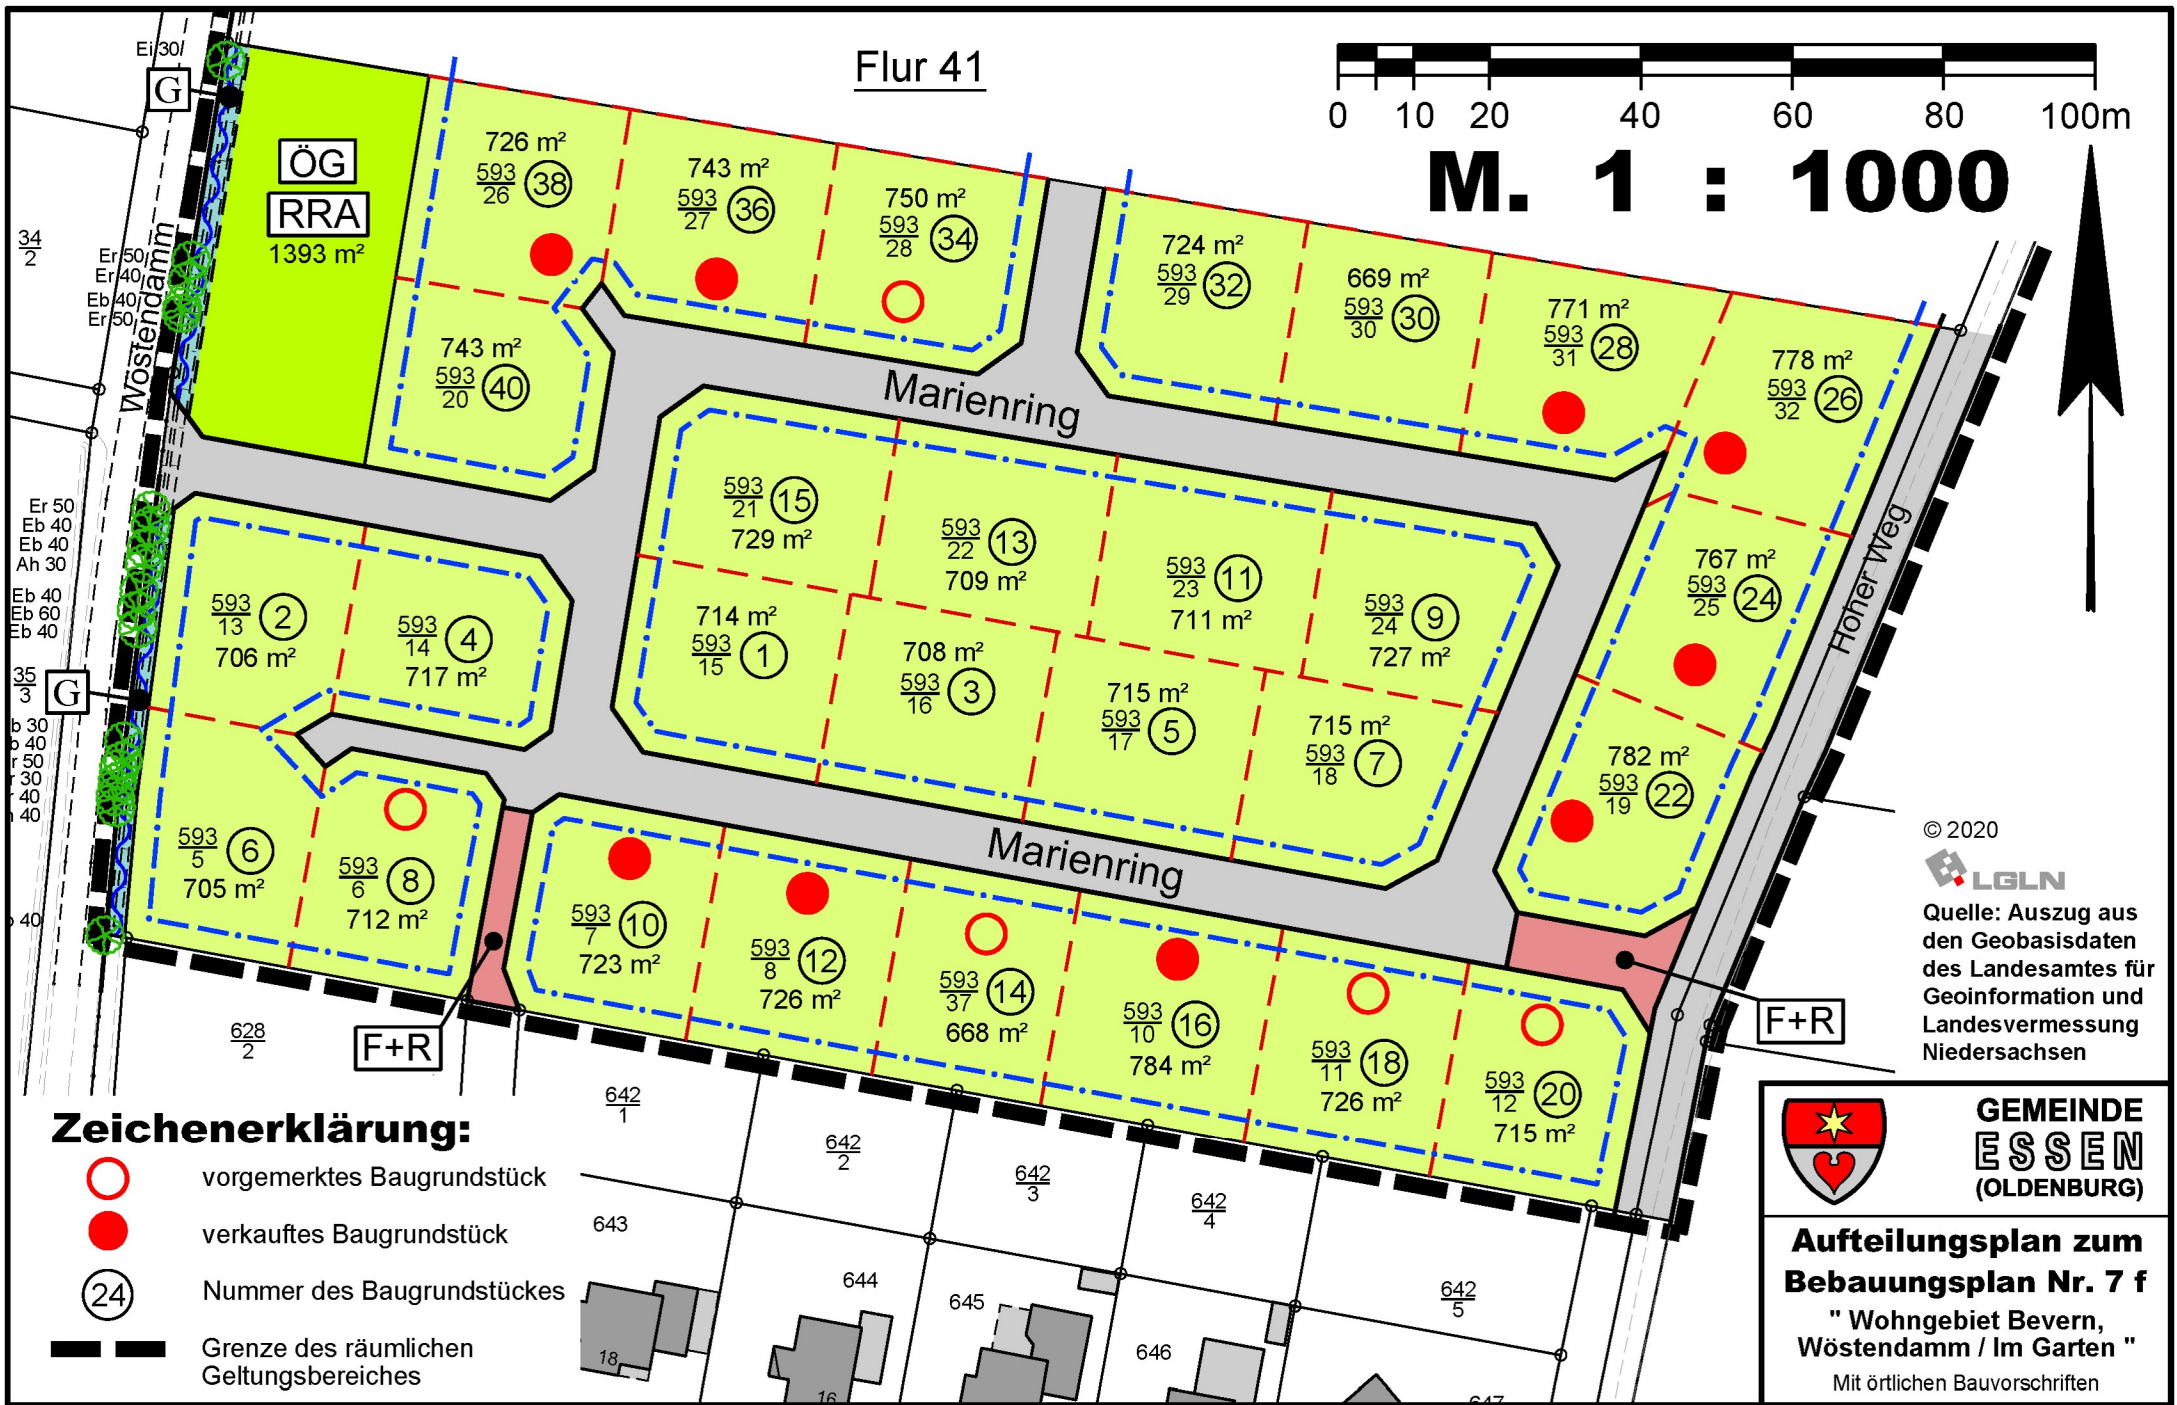 Flur 41
0 10 20 40 60 80 100m
M. 1 : 1000
Ei 30
G
ÖG
RRA
1393 m²
Wöstendamm
34
2
Er 50
Er 40
Eb 40
Er 50
726 m²
593
26
38
743 m²
593
27
36
750 m²
593
28
34
724 m²
593
29
32
669 m²
593
30
30
771 m²
593
31
28
778 m²
593
32
26
743 m²
593
20
40
Marienring
Hoher Weg
Er 50
Eb 40
Eb 40
Ah 30
Eb 40
Eb 60
Eb 40
35
3
G
b 30
b 40
r 50
r 30
40
40
40
593
21
15
729 m²
593
22
13
709 m²
593
23
11
711 m²
593
24
9
727 m²
767 m²
593
25
24
593
13
2
706 m²
593
14
4
717 m²
714 m²
593
15
1
708 m²
593
16
3
715 m²
593
17
5
715 m²
593
18
7
782 m²
593
19
22
Marienring
593
5
6
705 m²
593
6
8
712 m²
593
7
10
723 m²
593
8
12
726 m²
593
37
14
668 m²
593
10
16
784 m²
593
11
18
726 m²
593
12
20
715 m²
F+R
F+R
628
2
642
1
642
2
642
3
642
4
642
5
643
644
645
646
647
18
16
© 2020
LGLN
Quelle: Auszug aus
den Geobasisdaten
des Landesamtes für
Geoinformation und
Landesvermessung
Niedersachsen
Zeichenerklärung:
vorgemerktes Baugrundstück
verkauftes Baugrundstück
24
Nummer des Baugrundstückes
Grenze des räumlichen
Geltungsbereiches
GEMEINDE
ESSEN
(OLDENBURG)
Aufteilungsplan zum
Bebauungsplan Nr. 7 f
" Wohngebiet Bevern,
Wöstendamm / Im Garten "
Mit örtlichen Bauvorschriften